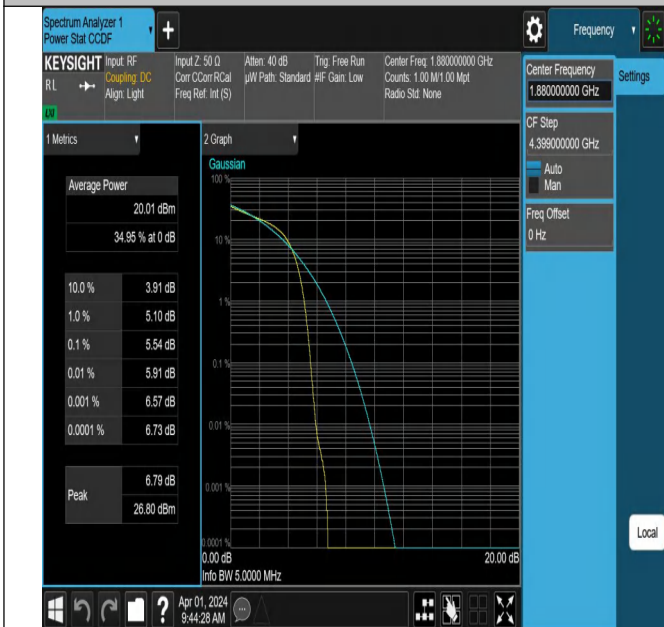 Spectrum Analyzer 1
Power Stat CCDF
Frequency
KEYSIGHT
RL
LXI
Input: RF
Coupling: DC
Align: Light
Input Z: 50 Ω
Corr CCorr RCal
Freq Ref: Int (S)
Atten: 40 dB
µW Path: Standard
Trig: Free Run
#IF Gain: Low
Center Freq: 1.880000000 GHz
Counts: 1.00 M/1.00 Mpt
Radio Std: None
Center Frequency
1.880000000 GHz
Settings
CF Step
4.399000000 GHz
Auto
Man
Freq Offset
0 Hz
Local
1 Metrics
Average Power
20.01 dBm
34.95 % at 0 dB
10.0 % 3.91 dB
1.0 % 5.10 dB
0.1 % 5.54 dB
0.01 % 5.91 dB
0.001 % 6.57 dB
0.0001 % 6.73 dB
Peak
6.79 dB
26.80 dBm
2 Graph
Gaussian
100 %
10 %
1 %
0.1 %
0.01 %
0.001 %
0.0001 %
0.00 dB
20.00 dB
Info BW 5.0000 MHz
?
Apr 01, 2024
9:44:28 AM